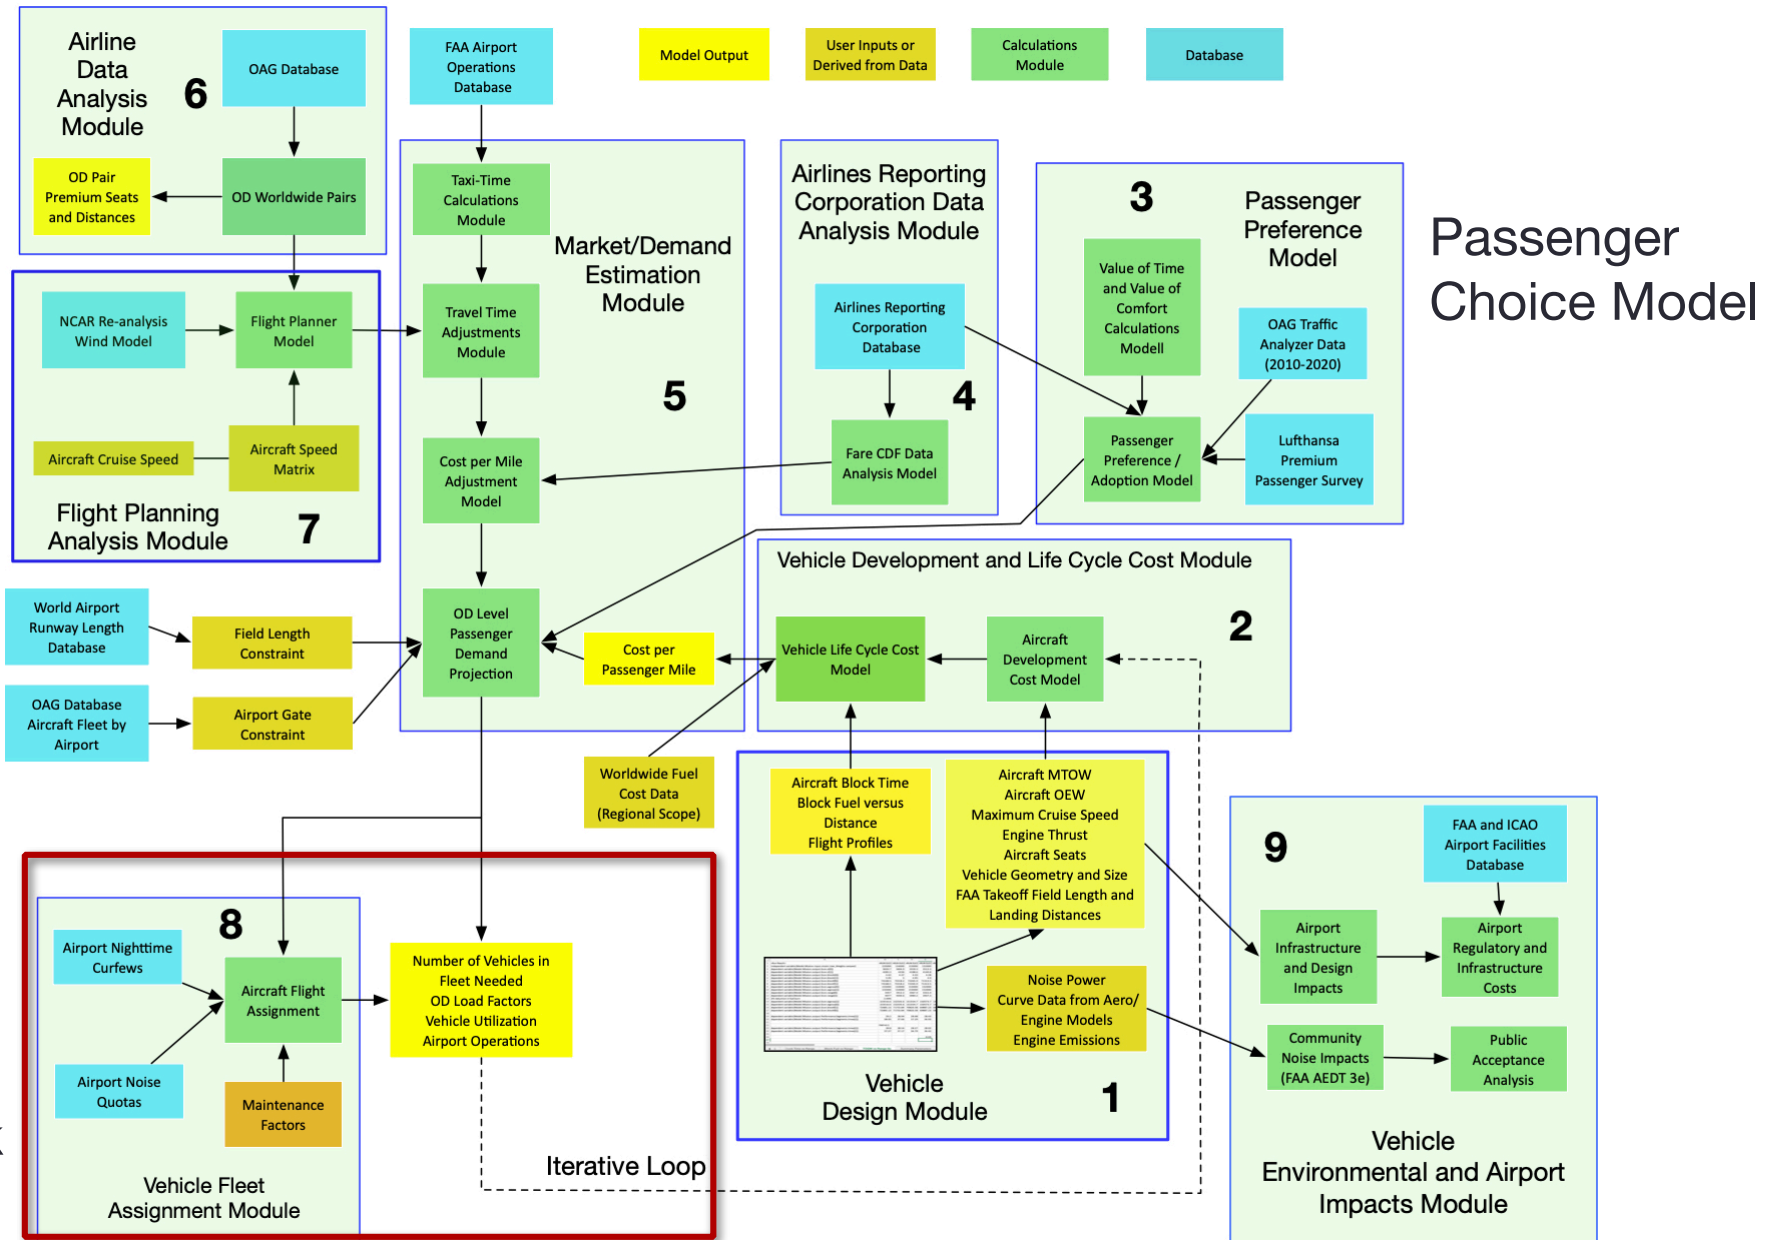 Airline
Data
Analysis
Module
6
OAG Database
OD Pair
Premium Seats
and Distances
OD Worldwide Pairs
FAA Airport
Operations
Database
Model Output
User Inputs or
Derived from Data
Calculations
Module
Database
Taxi-Time
Calculations
Module
Market/Demand
Estimation
Module
Travel Time
Adjustments
Module
5
Cost per Mile
Adjustment
Model
OD Level
Passenger
Demand
Projection
Airlines Reporting
Corporation Data
Analysis Module
Airlines Reporting
Corporation
Database
4
Fare CDF Data
Analysis Model
3
Passenger
Preference
Model
Value of Time
and Value of
Comfort
Calculations
Modell
OAG Traffic
Analyzer Data
(2010-2020)
Passenger
Preference /
Adoption Model
Lufthansa
Premium
Passenger Survey
Passenger
Choice Model
NCAR Re-analysis
Wind Model
Flight Planner
Model
Aircraft Cruise Speed
Aircraft Speed
Matrix
Flight Planning
Analysis Module
7
World Airport
Runway Length
Database
Field Length
Constraint
OAG Database
Aircraft Fleet by
Airport
Airport Gate
Constraint
Vehicle Development and Life Cycle Cost Module
2
Cost per
Passenger Mile
Vehicle Life Cycle Cost
Model
Aircraft
Development
Cost Model
Worldwide Fuel
Cost Data
(Regional Scope)
Aircraft Block Time
Block Fuel versus
Distance
Flight Profiles
Aircraft MTOW
Aircraft OEW
Maximum Cruise Speed
Engine Thrust
Aircraft Seats
Vehicle Geometry and Size
FAA Takeoff Field Length and
Landing Distances
Noise Power
Curve Data from Aero/
Engine Models
Engine Emissions
Vehicle
Design Module
1
9
FAA and ICAO
Airport Facilities
Database
Airport
Infrastructure
and Design
Impacts
Airport
Regulatory and
Infrastructure
Costs
Community
Noise Impacts
(FAA AEDT 3e)
Public
Acceptance
Analysis
Vehicle
Environmental and Airport
Impacts Module
8
Airport Nighttime
Curfews
Aircraft Flight
Assignment
Airport Noise
Quotas
Maintenance
Factors
Vehicle Fleet
Assignment Module
Number of Vehicles in
Fleet Needed
OD Load Factors
Vehicle Utilization
Airport Operations
Iterative Loop